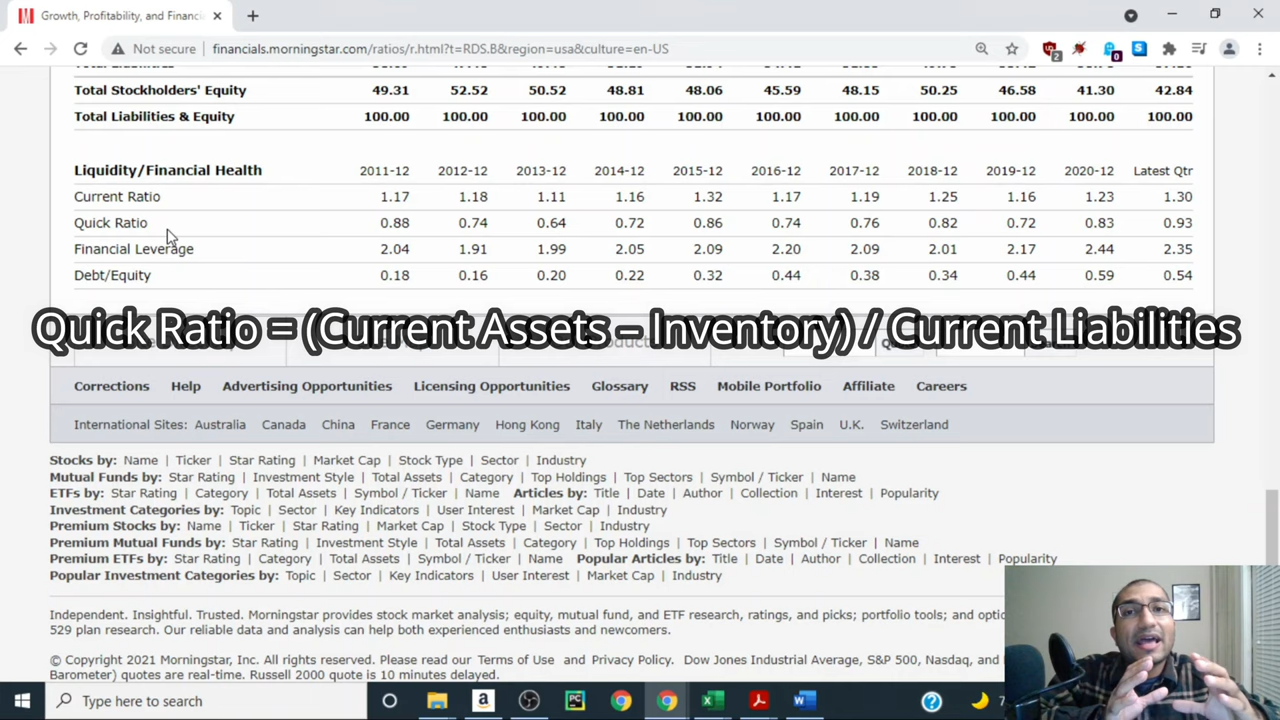 Growth, Profitability, and Financi
Not secure financials.morningstar.com/ratios/r.html?t=RDS.B&region=usa&culture=en-US
2
0
Total Stockholders' Equity 49.31 52.52 50.52 48.81 48.06 45.59 48.15 50.25 46.58 41.30 42.84
Total Liabilities & Equity 100.00 100.00 100.00 100.00 100.00 100.00 100.00 100.00 100.00 100.00 100.00
Liquidity/Financial Health 2011-12 2012-12 2013-12 2014-12 2015-12 2016-12 2017-12 2018-12 2019-12 2020-12 Latest Qtr
Current Ratio 1.17 1.18 1.11 1.16 1.32 1.17 1.19 1.25 1.16 1.23 1.30
Quick Ratio 0.88 0.74 0.64 0.72 0.86 0.74 0.76 0.82 0.72 0.83 0.93
Financial Leverage 2.04 1.91 1.99 2.05 2.09 2.20 2.09 2.01 2.17 2.44 2.35
Debt/Equity 0.18 0.16 0.20 0.22 0.32 0.44 0.38 0.34 0.44 0.59 0.54
Quick Ratio = (Current Assets – Inventory) / Current Liabilities
Corrections Help Advertising Opportunities Licensing Opportunities Glossary RSS Mobile Portfolio Affiliate Careers
International Sites: Australia Canada China France Germany Hong Kong Italy The Netherlands Norway Spain U.K. Switzerland
Stocks by: Name | Ticker | Star Rating | Market Cap | Stock Type | Sector | Industry
Mutual Funds by: Star Rating | Investment Style | Total Assets | Category | Top Holdings | Top Sectors | Symbol / Ticker | Name
ETFs by: Star Rating | Category | Total Assets | Symbol / Ticker | Name Articles by: Title | Date | Author | Collection | Interest | Popularity
Investment Categories by: Topic | Sector | Key Indicators | User Interest | Market Cap | Industry
Premium Stocks by: Name | Ticker | Star Rating | Market Cap | Stock Type | Sector | Industry
Premium Mutual Funds by: Star Rating | Investment Style | Total Assets | Category | Top Holdings | Top Sectors | Symbol / Ticker | Name
Premium ETFs by: Star Rating | Category | Total Assets | Symbol / Ticker | Name Popular Articles by: Title | Date | Author | Collection | Interest | Popularity
Popular Investment Categories by: Topic | Sector | Key Indicators | User Interest | Market Cap | Industry
Independent. Insightful. Trusted. Morningstar provides stock market analysis; equity, mutual fund, and ETF research, ratings, and picks; portfolio tools; and optio
529 plan research. Our reliable data and analysis can help both experienced enthusiasts and newcomers.
© Copyright 2021 Morningstar, Inc. All rights reserved. Please read our Terms of Use and Privacy Policy. Dow Jones Industrial Average, S&P 500, Nasdaq, and
Barometer) quotes are real-time. Russell 2000 quote is 10 minutes delayed.
Type here to search